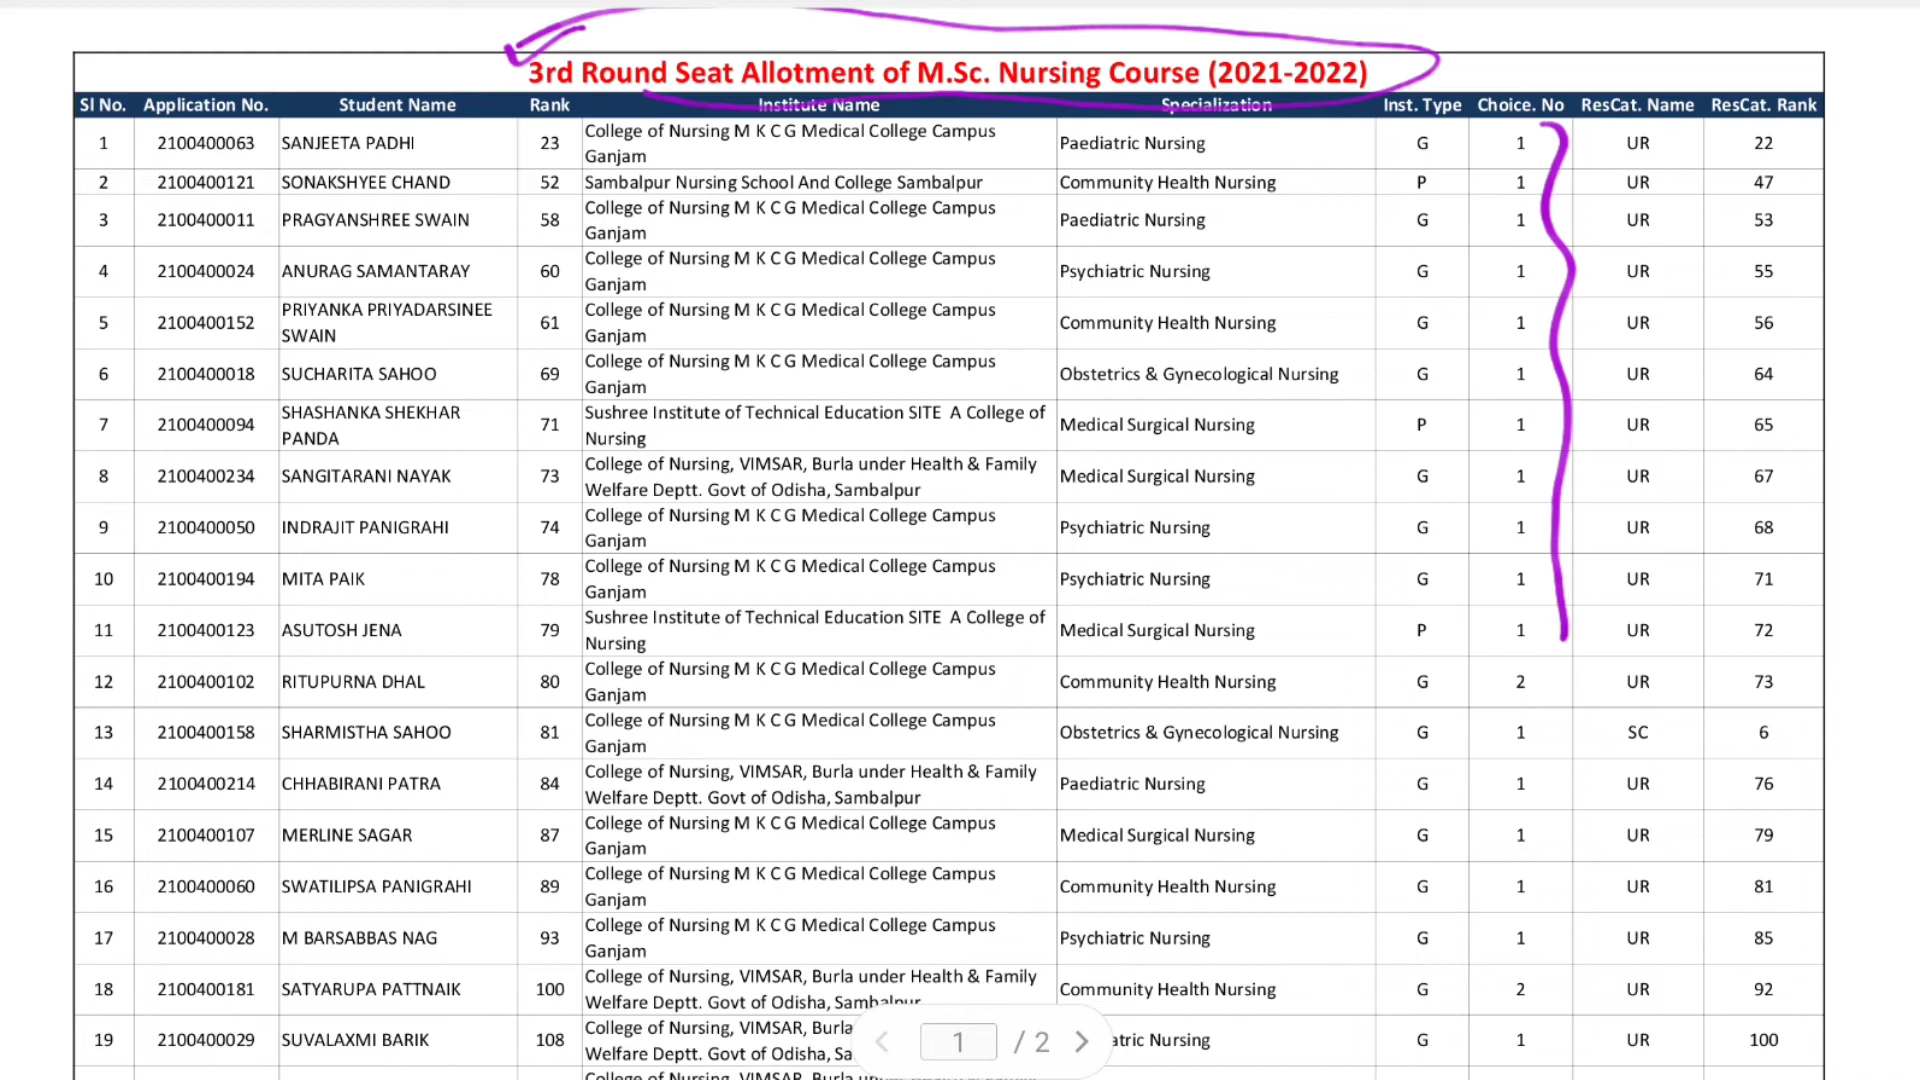 3rd Round Seat Allotment of M.Sc. Nursing Course (2021-2022)
Sl No. Application No. Student Name Rank Institute Name Specialization Inst. Type Choice. No ResCat. Name ResCat. Rank
1 2100400063 SANJEETA PADHI 23 College of Nursing M K C G Medical College Campus Ganjam Paediatric Nursing G 1 UR 22
2 2100400121 SONAKSHYEE CHAND 52 Sambalpur Nursing School And College Sambalpur Community Health Nursing P 1 UR 47
3 2100400011 PRAGYANSHREE SWAIN 58 College of Nursing M K C G Medical College Campus Ganjam Paediatric Nursing G 1 UR 53
4 2100400024 ANURAG SAMANTARAY 60 College of Nursing M K C G Medical College Campus Ganjam Psychiatric Nursing G 1 UR 55
5 2100400152 PRIYANKA PRIYADARSINEE SWAIN 61 College of Nursing M K C G Medical College Campus Ganjam Community Health Nursing G 1 UR 56
6 2100400018 SUCHARITA SAHOO 69 College of Nursing M K C G Medical College Campus Ganjam Obstetrics & Gynecological Nursing G 1 UR 64
7 2100400094 SHASHANKA SHEKHAR PANDA 71 Sushree Institute of Technical Education SITE A College of Nursing Medical Surgical Nursing P 1 UR 65
8 2100400234 SANGITARANI NAYAK 73 College of Nursing, VIMSAR, Burla under Health & Family Welfare Deptt. Govt of Odisha, Sambalpur Medical Surgical Nursing G 1 UR 67
9 2100400050 INDRAJIT PANIGRAHI 74 College of Nursing M K C G Medical College Campus Ganjam Psychiatric Nursing G 1 UR 68
10 2100400194 MITA PAIK 78 College of Nursing M K C G Medical College Campus Ganjam Psychiatric Nursing G 1 UR 71
11 2100400123 ASUTOSH JENA 79 Sushree Institute of Technical Education SITE A College of Nursing Medical Surgical Nursing P 1 UR 72
12 2100400102 RITUPURNA DHAL 80 College of Nursing M K C G Medical College Campus Ganjam Community Health Nursing G 2 UR 73
13 2100400158 SHARMISTHA SAHOO 81 College of Nursing M K C G Medical College Campus Ganjam Obstetrics & Gynecological Nursing G 1 SC 6
14 2100400214 CHHABIRANI PATRA 84 College of Nursing, VIMSAR, Burla under Health & Family Welfare Deptt. Govt of Odisha, Sambalpur Paediatric Nursing G 1 UR 76
15 2100400107 MERLINE SAGAR 87 College of Nursing M K C G Medical College Campus Ganjam Medical Surgical Nursing G 1 UR 79
16 2100400060 SWATILIPSA PANIGRAHI 89 College of Nursing M K C G Medical College Campus Ganjam Community Health Nursing G 1 UR 81
17 2100400028 M BARSABBAS NAG 93 College of Nursing M K C G Medical College Campus Ganjam Psychiatric Nursing G 1 UR 85
18 2100400181 SATYARUPA PATTNAIK 100 College of Nursing, VIMSAR, Burla under Health & Family Welfare Deptt. Govt of Odisha, Sambalpur Community Health Nursing G 2 UR 92
19 2100400029 SUVALAXMI BARIK 108 College of Nursing, VIMSAR, Burla Welfare Deptt. Govt of Odisha, Nursing G 1 UR 100
College of Nursing, VIMSAR, Burla
1 / 2